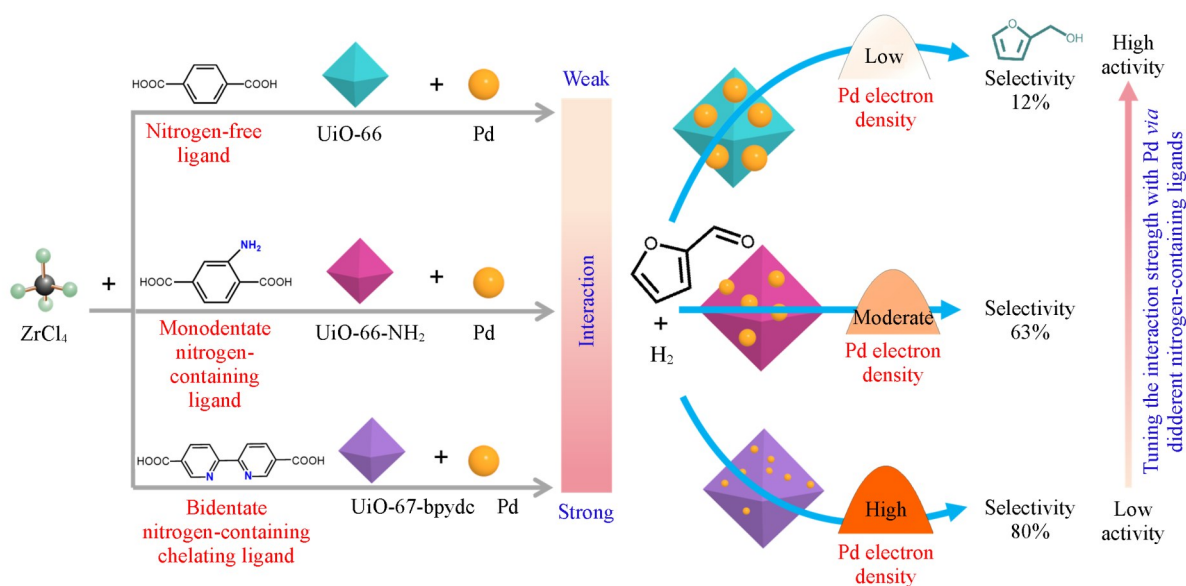 HOOC
COOH
Nitrogen-free
ligand
UiO-66
+
Pd
Weak
ZrCl₄
+
NH₂
HOOC
COOH
Monodentate
nitrogen-
containing
ligand
UiO-66-NH₂
+
Pd
Interaction
HOOC
COOH
N
N
Bidentate
nitrogen-containing
chelating ligand
UiO-67-bpydc
+
Pd
Strong
O
O
+
H₂
Low
Pd electron
density
O
OH
Selectivity
12%
High
activity
Moderate
Pd electron
density
Selectivity
63%
High
Pd electron
density
Selectivity
80%
Low
activity
Tuning the interaction strength with Pd via
didderent nitrogen-containing ligands